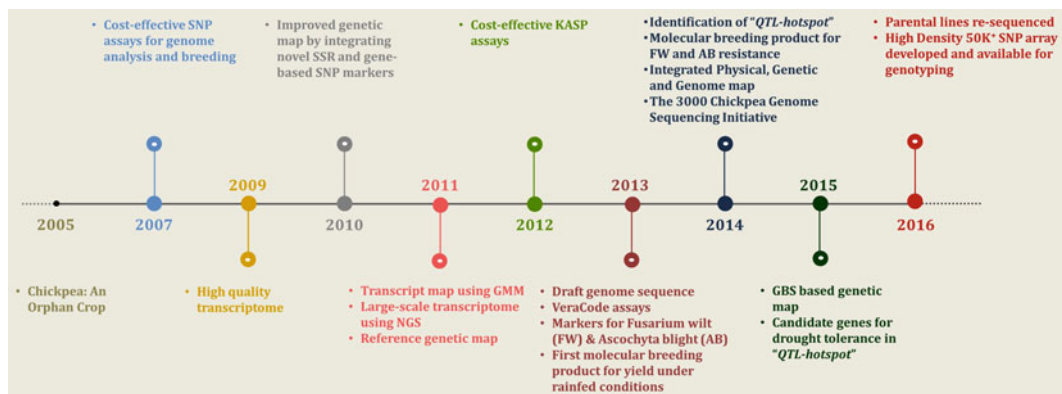 • Cost-effective SNP
assays for genome
analysis and breeding
• Improved genetic
map by integrating
novel SSR and gene-
based SNP markers
• Cost-effective KASP
assays
• Identification of "QTL-hotspot"
• Molecular breeding product for
FW and AB resistance
• Integrated Physical, Genetic
and Genome map
• The 3000 Chickpea Genome
Sequencing Initiative
• Parental lines re-sequenced
• High Density 50K⁺ SNP array
developed and available for
genotyping
2005
2007
2009
2010
2011
2012
2013
2014
2015
2016
• Chickpea: An
Orphan Crop
• High quality
transcriptome
• Transcript map using GMM
• Large-scale transcriptome
using NGS
• Reference genetic map
• Draft genome sequence
• VeraCode assays
• Markers for Fusarium wilt
(FW) & Ascochyta blight (AB)
• First molecular breeding
product for yield under
rainfed conditions
• GBS based genetic
map
• Candidate genes for
drought tolerance in
"QTL-hotspot"